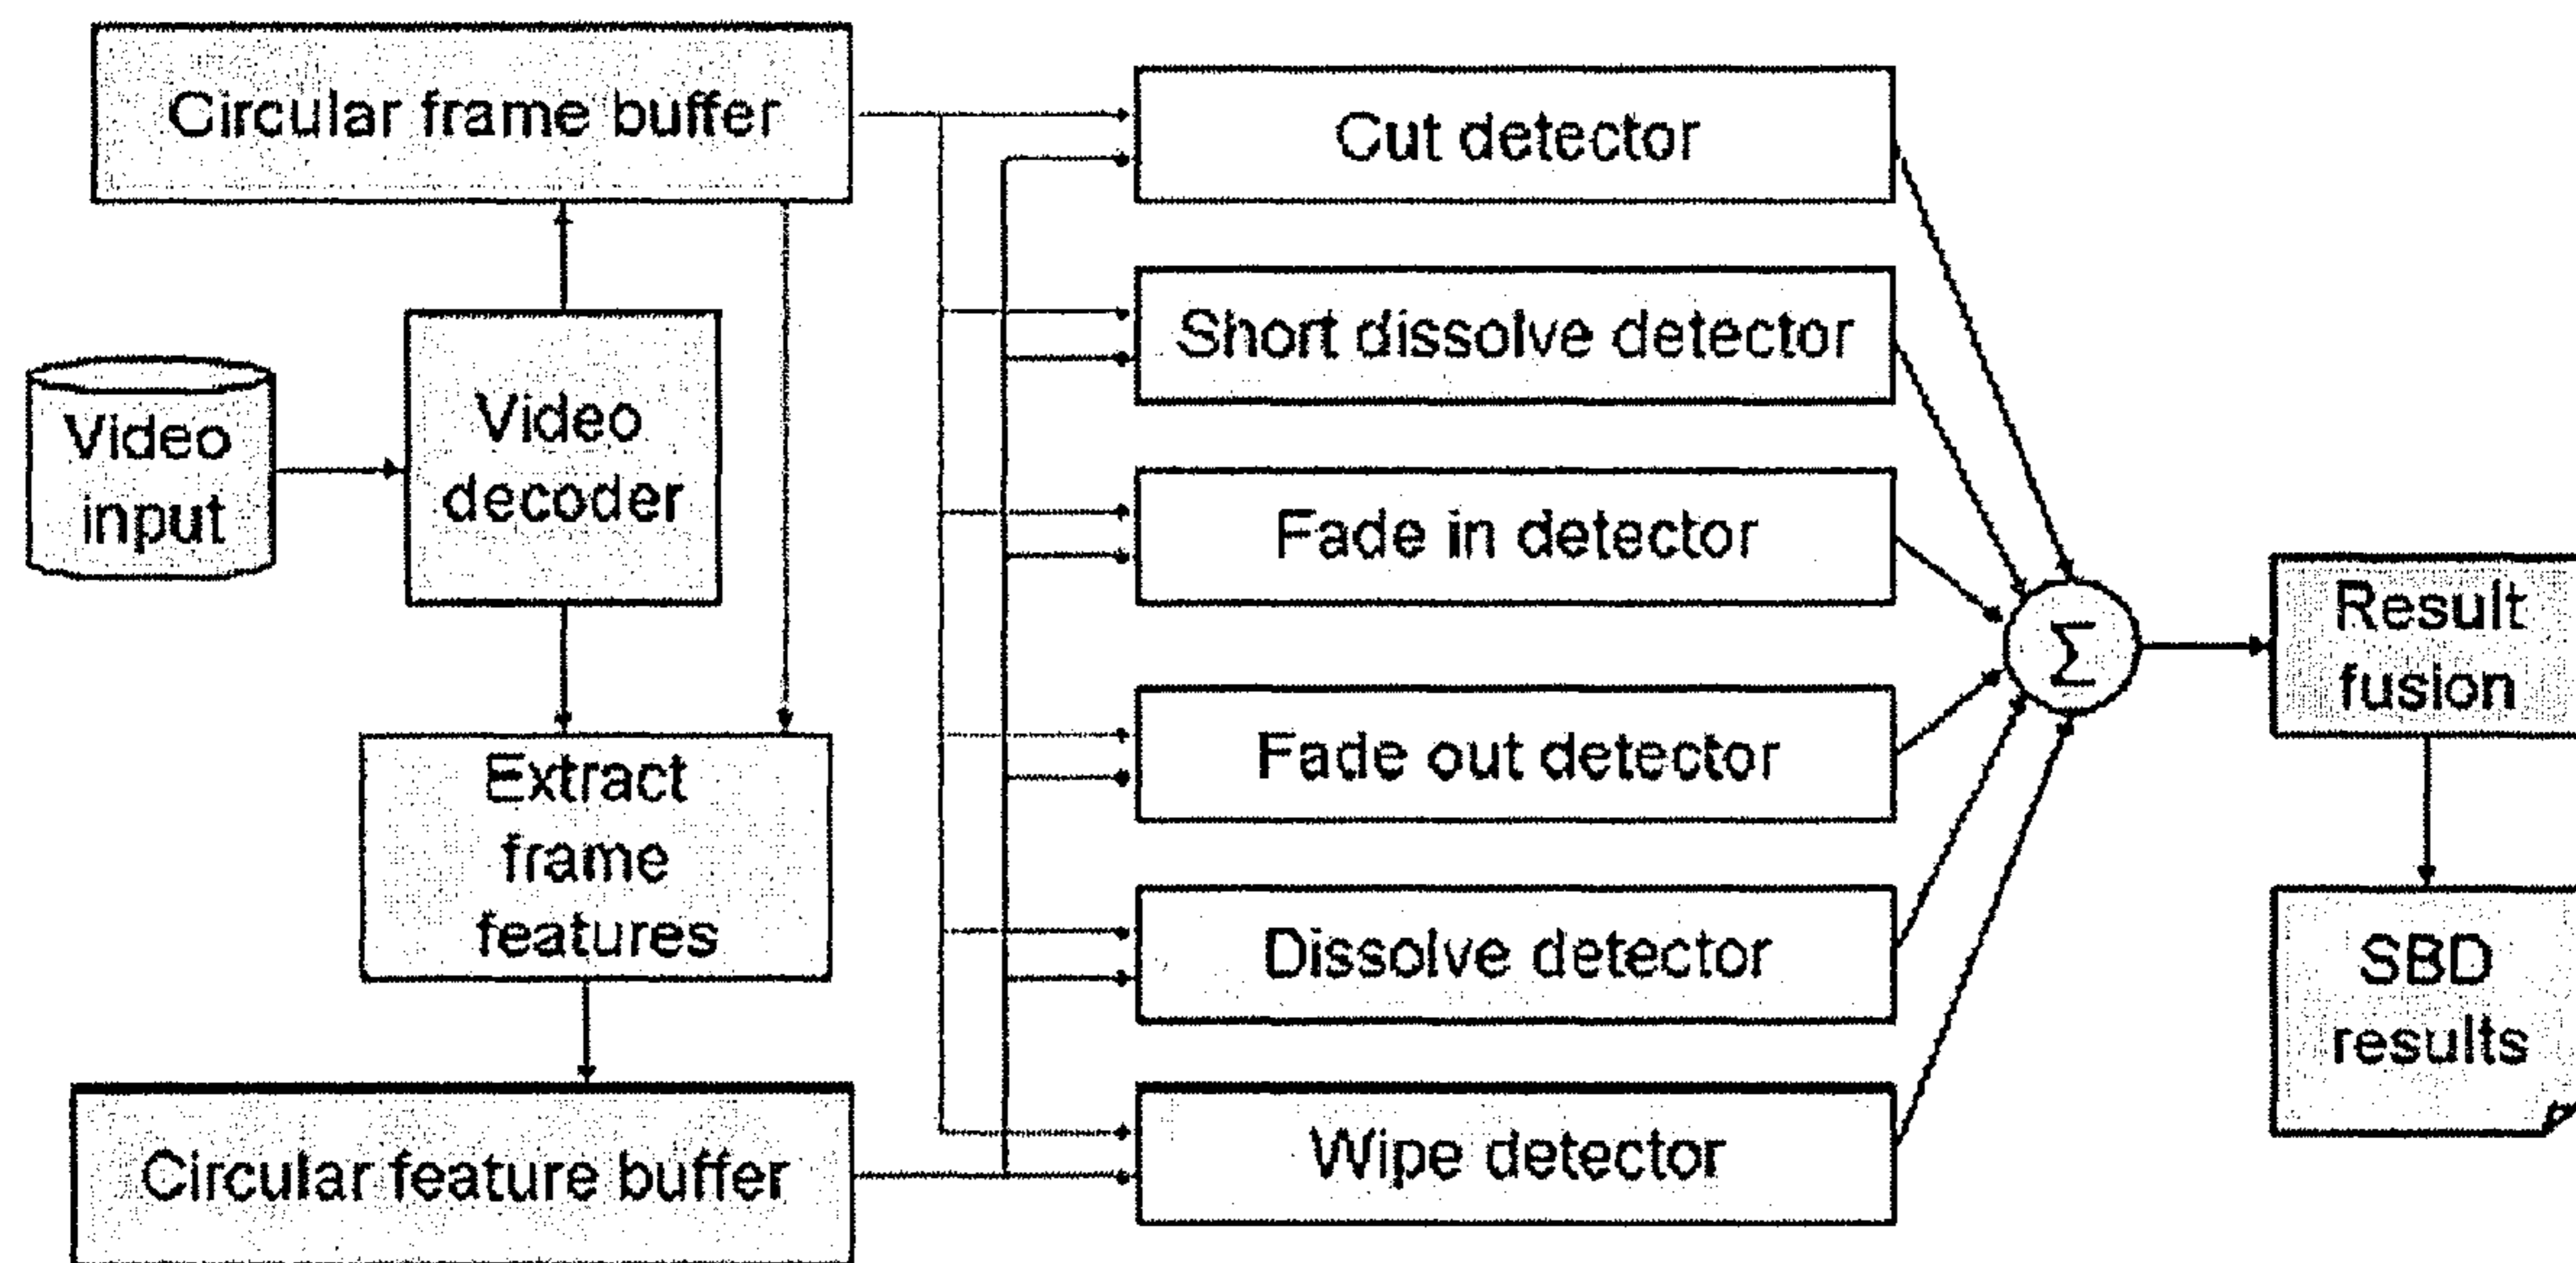 Circular frame buffer
Video
input
Video
decoder
Extract
frame
features
Circular feature buffer
Cut detector
Short dissolve detector
Fade in detector
Fade out detector
Dissolve detector
Wipe detector
Σ
Result
fusion
SBD
results